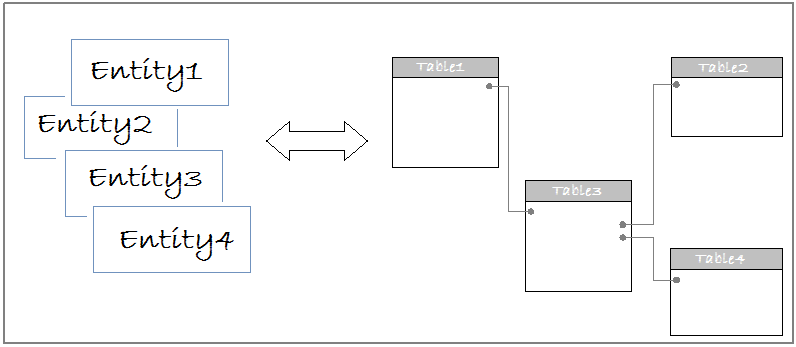 Entity1
Entity2
Entity3
Entity4
Table1
Table2
Table3
Table4